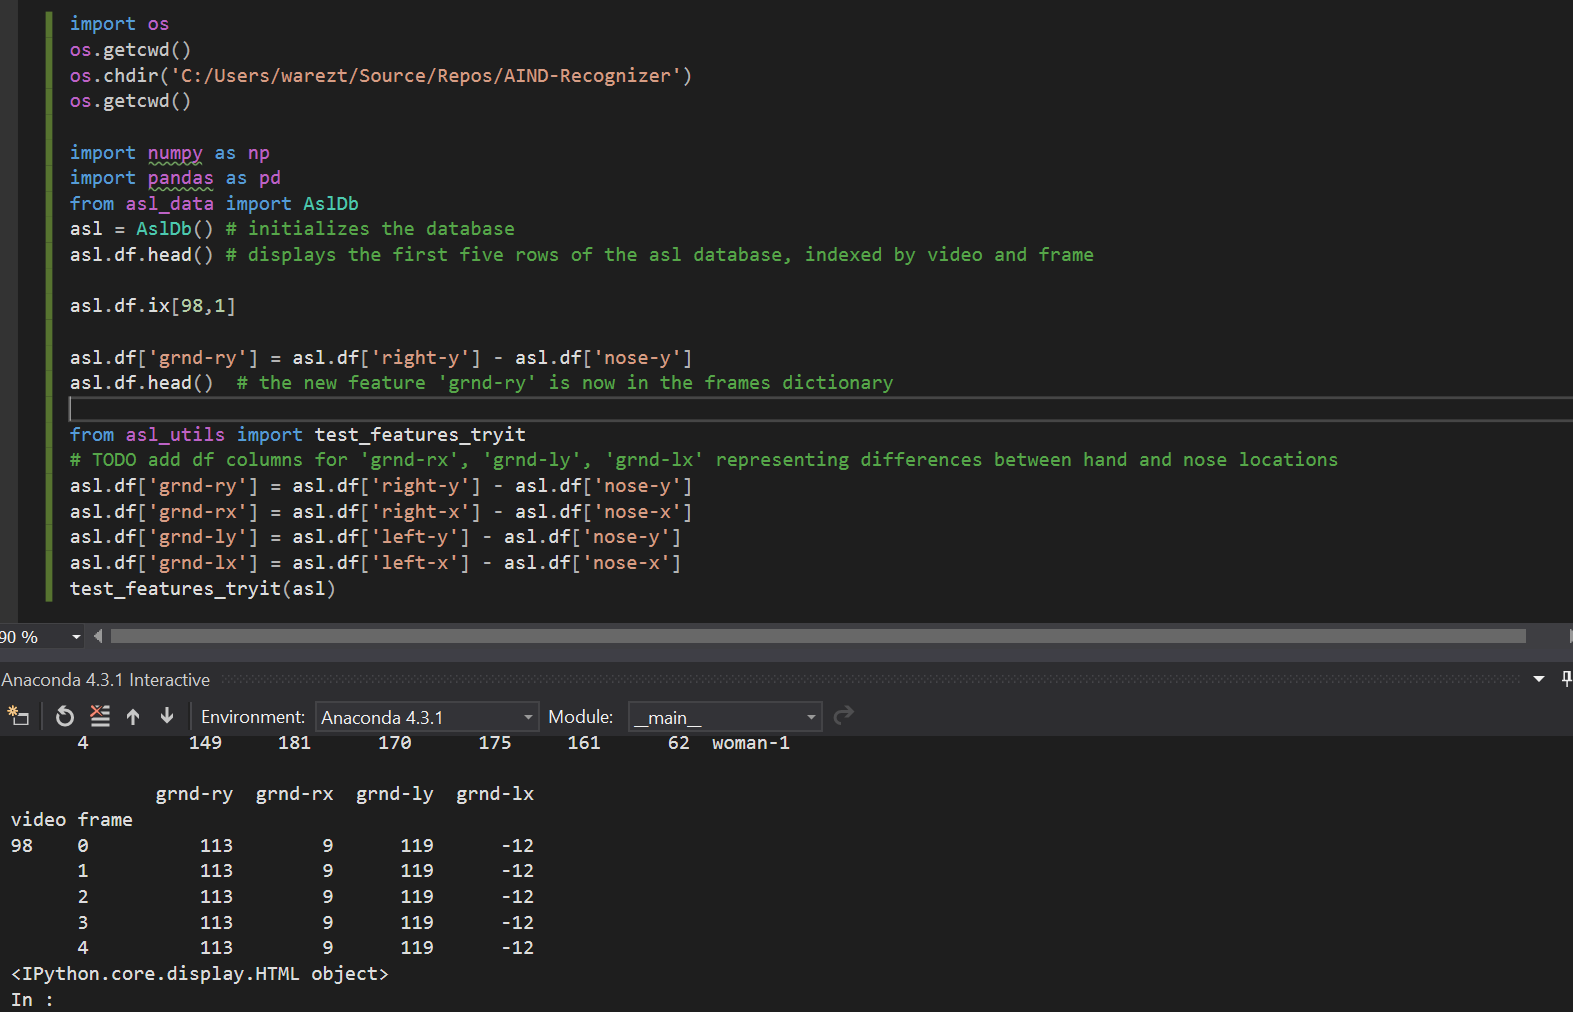 import os
os.getcwd()
os.chdir('C:/Users/warezt/Source/Repos/AIND-Recognizer')
os.getcwd()
import numpy as np
import pandas as pd
from asl_data import AslDb
asl = AslDb() # initializes the database
asl.df.head() # displays the first five rows of the asl database, indexed by video and frame
asl.df.ix[98,1]
asl.df['grnd-ry'] = asl.df['right-y'] - asl.df['nose-y']
asl.df.head()  # the new feature 'grnd-ry' is now in the frames dictionary
from asl_utils import test_features_tryit
# TODO add df columns for 'grnd-rx', 'grnd-ly', 'grnd-lx' representing differences between hand and nose locations
asl.df['grnd-ry'] = asl.df['right-y'] - asl.df['nose-y']
asl.df['grnd-rx'] = asl.df['right-x'] - asl.df['nose-x']
asl.df['grnd-ly'] = asl.df['left-y'] - asl.df['nose-y']
asl.df['grnd-lx'] = asl.df['left-x'] - asl.df['nose-x']
test_features_tryit(asl)
90 %
Anaconda 4.3.1 Interactive
Environment: Anaconda 4.3.1 Module: __main__
4 149 181 170 175 161 62 woman-1
grnd-ry grnd-rx grnd-ly grnd-lx
video frame
98 0 113 9 119 -12
1 113 9 119 -12
2 113 9 119 -12
3 113 9 119 -12
4 113 9 119 -12
<IPython.core.display.HTML object>
In :